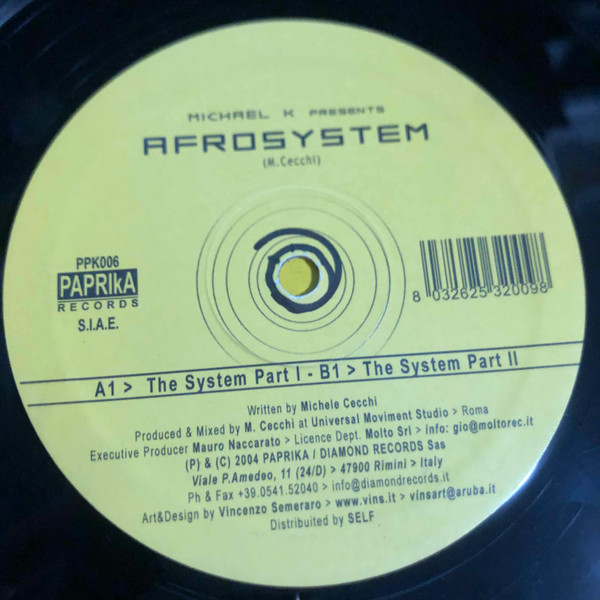 MICHAEL K PRESENTS
AFROSYSTEM
(M.Cecchi)
PPK006
PAPRIkA
RECORDS
S.I.A.E.
8 032625 320098
A1 > The System Part I - B1 > The System Part II
Written by Michele Cecchi
Produced & Mixed by M. Cecchi at Universal Moviment Studio > Roma
Executive Producer Mauro Naccarato > Licence Dept. Molto Srl > info: gio@moltorec.it
(P) & (C) 2004 PAPRIKA / DIAMOND RECORDS Sas
Viale P.Amedeo, 11 (24/D) > 47900 Rimini > Italy
Ph & Fax +39.0541.52040 > info@diamondrecords.it
Art&Design by Vincenzo Semeraro > www.vins.it > vinsart@aruba.it
Distribuited by SELF